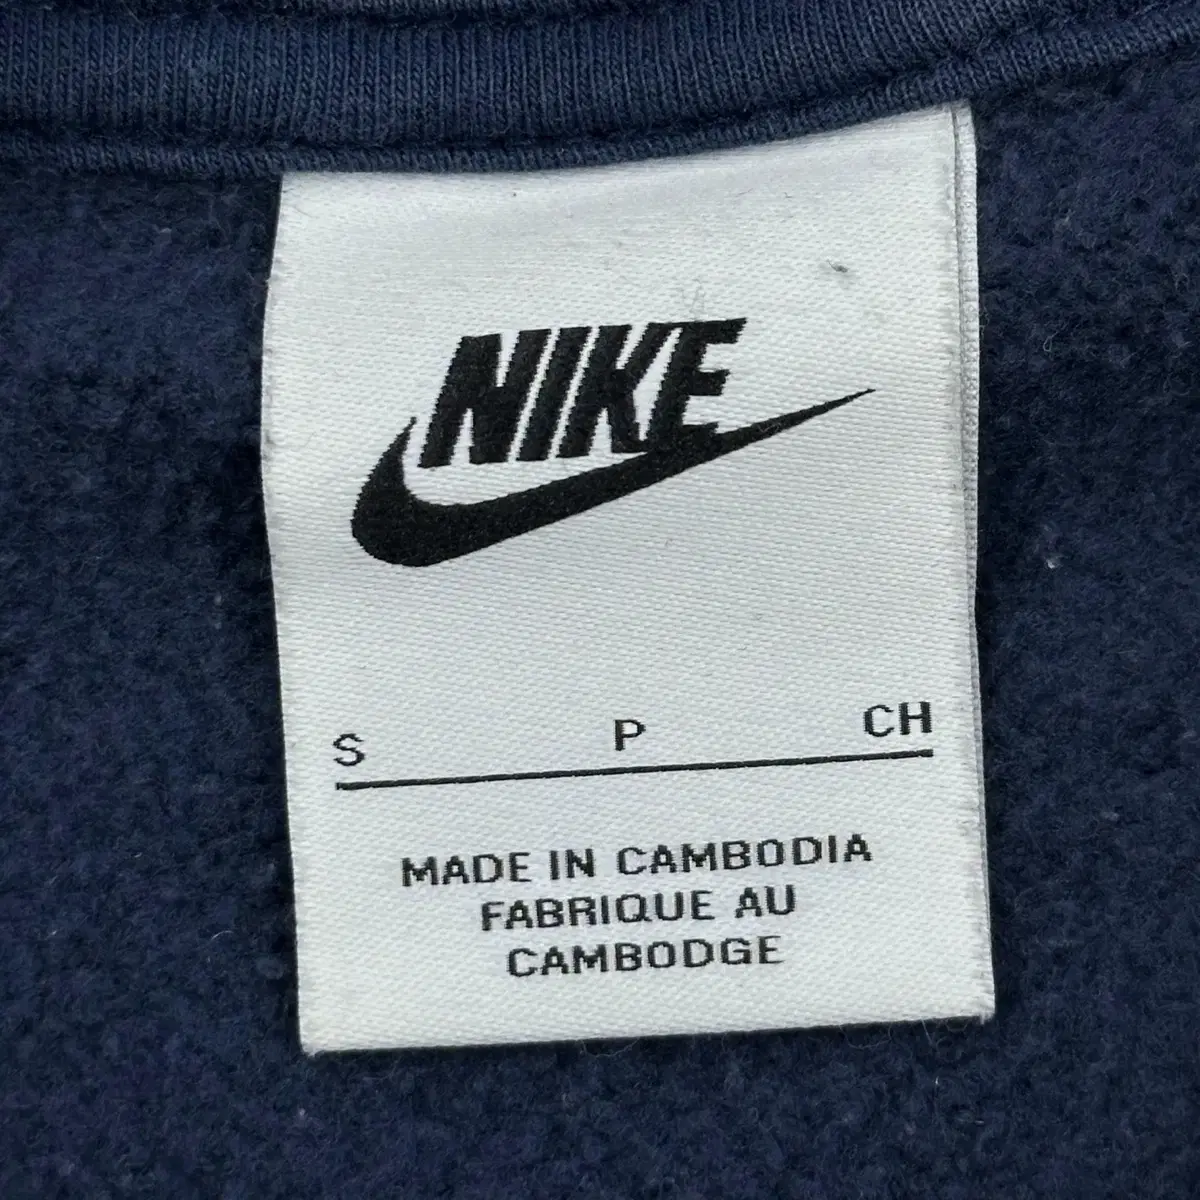 NIKE
S P CH
MADE IN CAMBODIA
FABRIQUE AU
CAMBODGE